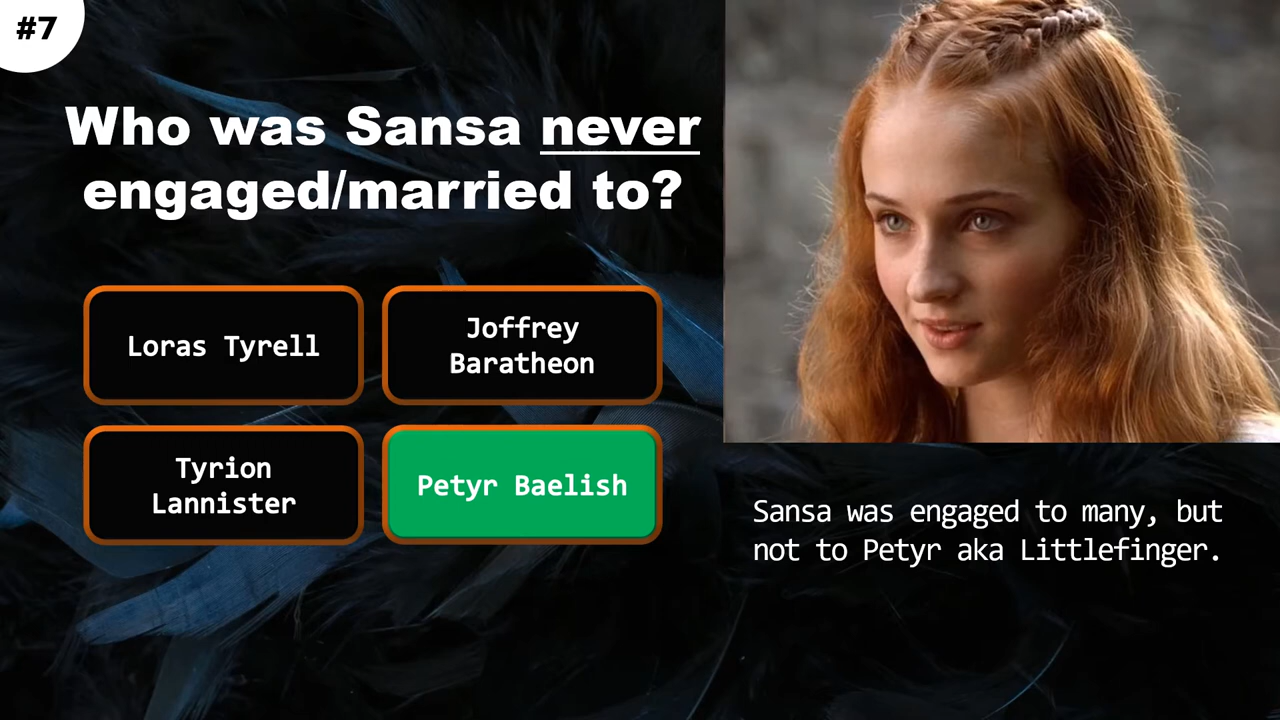 #7
Who was Sansa never
engaged/married to?
Loras Tyrell
Joffrey
Baratheon
Tyrion
Lannister
Petyr Baelish
Sansa was engaged to many, but
not to Petyr aka Littlefinger.